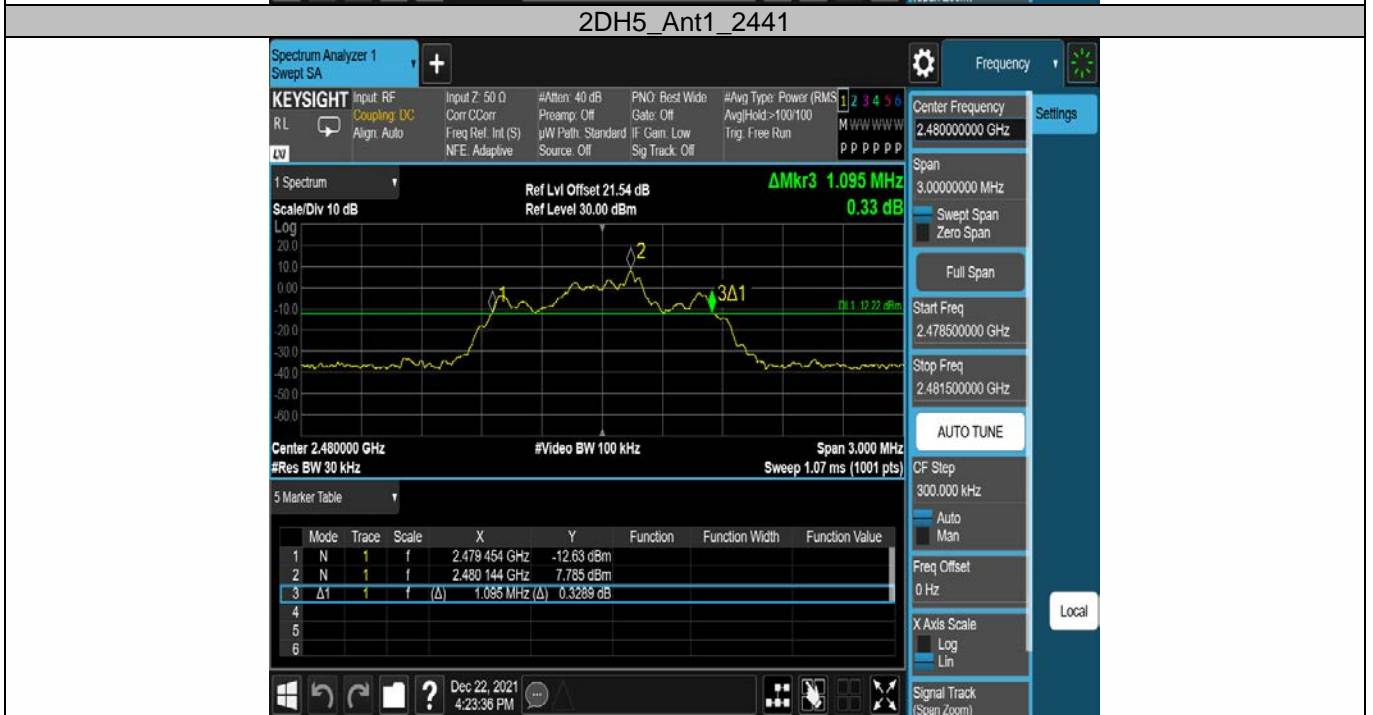 2DH5_Ant1_2441
Spectrum Analyzer 1
Swept SA
+
Frequency
KEYSIGHT
RL
LV
Input: RF
Coupling: DC
Align: Auto
Input Z: 50 Ω
Corr CCorr
Freq Ref: Int (S)
NFE: Adaptive
#Atten: 40 dB
Preamp: Off
µW Path: Standard
Source: Off
PNO: Best Wide
Gate: Off
IF Gain: Low
Sig Track: Off
#Avg Type: Power (RMS
Avg|Hold:>100/100
Trig: Free Run
1 2 3 4 5 6
M W W W W W
P P P P P P
1 Spectrum
Scale/Div 10 dB
Ref Lvl Offset 21.54 dB
Ref Level 30.00 dBm
ΔMkr3 1.095 MHz
0.33 dB
Log
20.0
10.0
0.00
-10.0
-20.0
-30.0
-40.0
-50.0
-60.0
1
2
3Δ1
DL1 -12.22 dBm
Center 2.480000 GHz
#Res BW 30 kHz
#Video BW 100 kHz
Span 3.000 MHz
Sweep 1.07 ms (1001 pts)
5 Marker Table
Mode Trace Scale X Y Function Function Width Function Value
1 N 1 f 2.479 454 GHz -12.63 dBm
2 N 1 f 2.480 144 GHz 7.785 dBm
3 Δ1 1 f (Δ) 1.095 MHz (Δ) 0.3289 dB
4
5
6
?
Dec 22, 2021
4:23:36 PM
Center Frequency
2.480000000 GHz
Settings
Span
3.00000000 MHz
Swept Span
Zero Span
Full Span
Start Freq
2.478500000 GHz
Stop Freq
2.481500000 GHz
AUTO TUNE
CF Step
300.000 kHz
Auto
Man
Freq Offset
0 Hz
X Axis Scale
Log
Lin
Local
Signal Track
(Span Zoom)